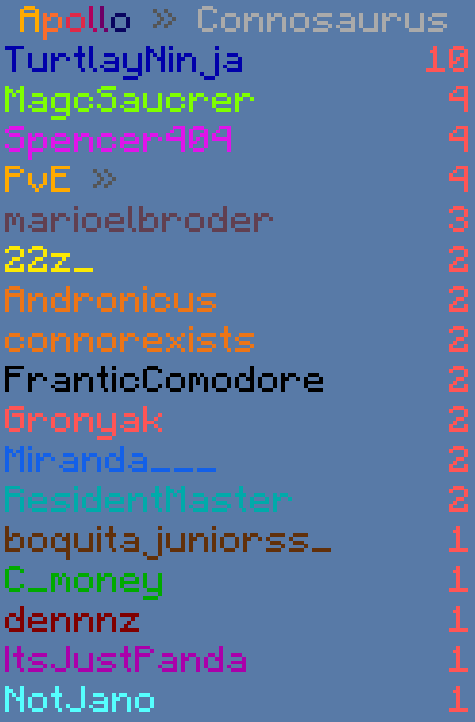 Apollo » Connosaurus
TurtlayNinja 10
MagcSaucrer 4
Spencer404 4
PvE » 4
marioelbroder 3
22z_ 2
Andronicus 2
connorexists 2
FranticComodore 2
Gronyak 2
Miranda___ 2
ResidentMaster 2
boquitajuniorss_ 1
C_money 1
dennnz 1
ItsJustPanda 1
NotJano 1